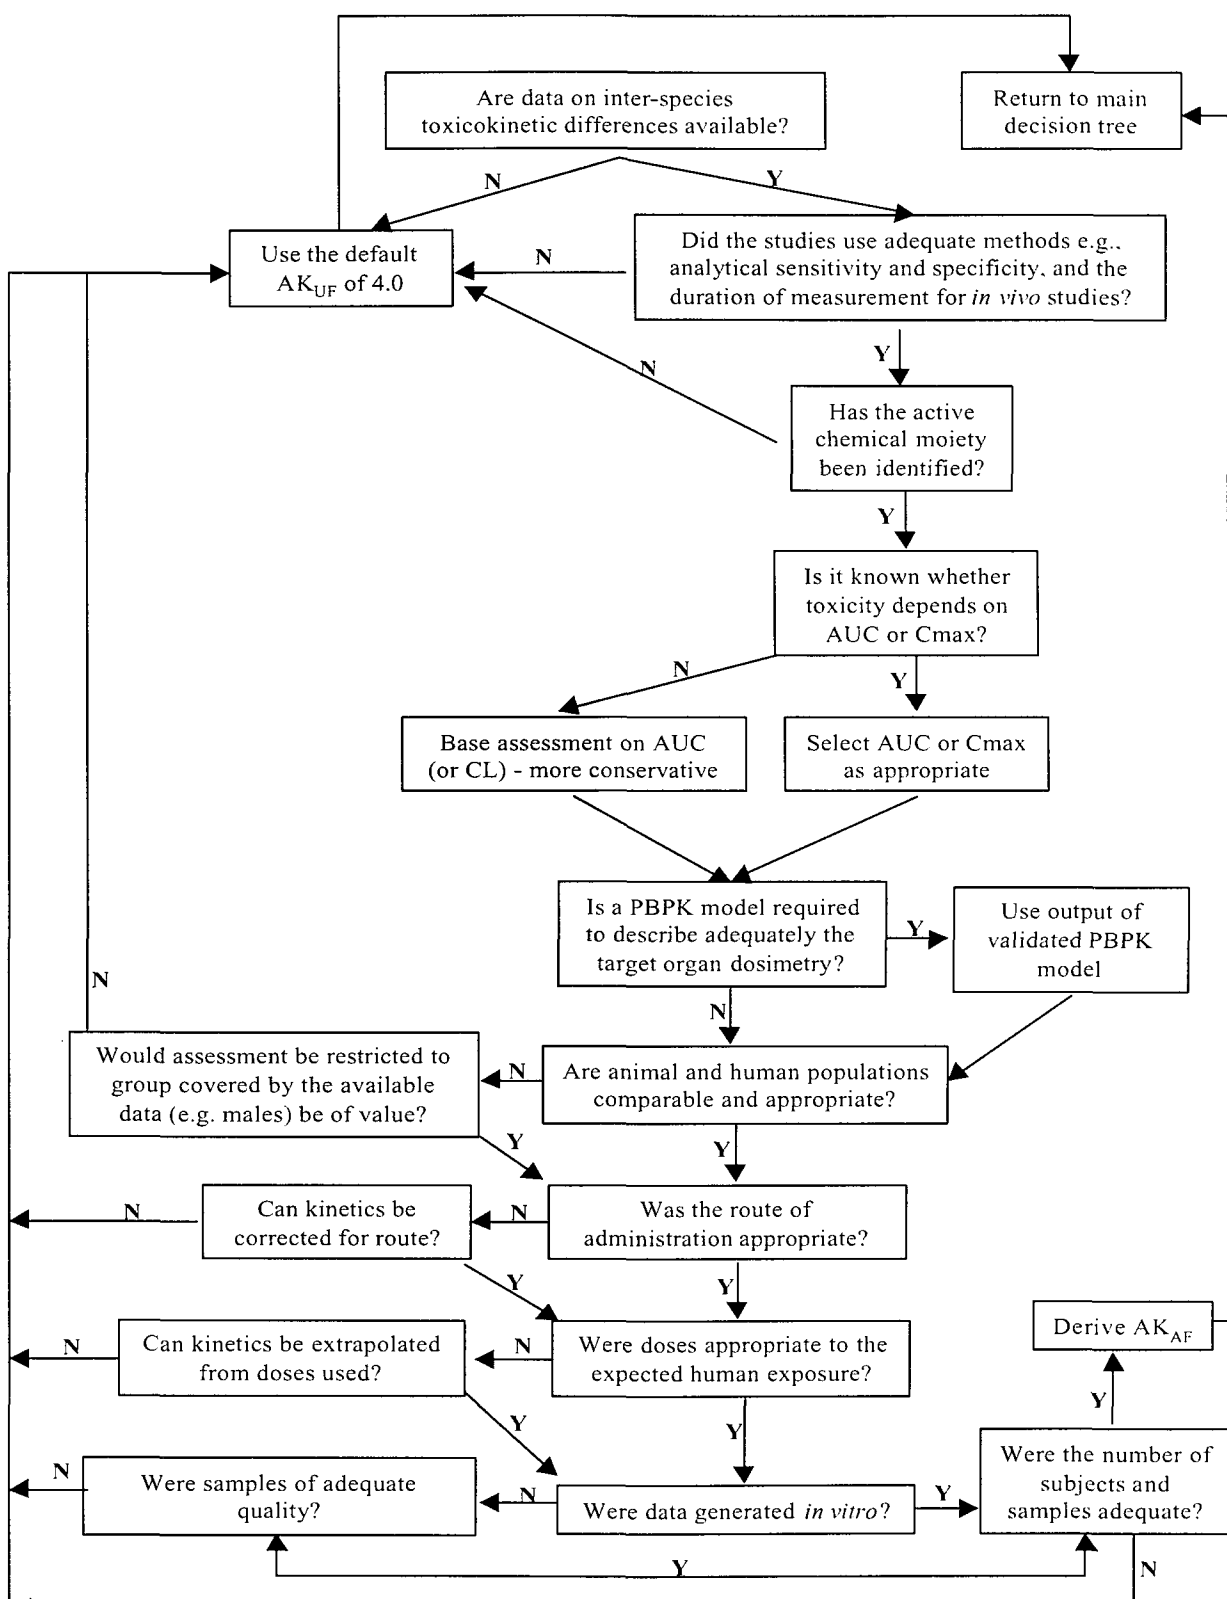 Are data on inter-species
toxicokinetic differences available?
Return to main
decision tree
N
Y
Use the default
AK_UF of 4.0
N
Did the studies use adequate methods e.g.,
analytical sensitivity and specificity, and the
duration of measurement for in vivo studies?
Y
N
Has the active
chemical moiety
been identified?
Y
Is it known whether
toxicity depends on
AUC or Cmax?
N
Y
Base assessment on AUC
(or CL) - more conservative
Select AUC or Cmax
as appropriate
Is a PBPK model required
to describe adequately the
target organ dosimetry?
Y
Use output of
validated PBPK
model
N
N
Would assessment be restricted to
group covered by the available
data (e.g. males) be of value?
N
Are animal and human populations
comparable and appropriate?
Y
Y
N
Can kinetics be
corrected for route?
N
Was the route of
administration appropriate?
Y
Y
N
Can kinetics be extrapolated
from doses used?
N
Were doses appropriate to the
expected human exposure?
Derive AK_AF
Y
Y
Y
N
Were samples of adequate
quality?
N
Were data generated in vitro?
Y
Were the number of
subjects and
samples adequate?
Y
N